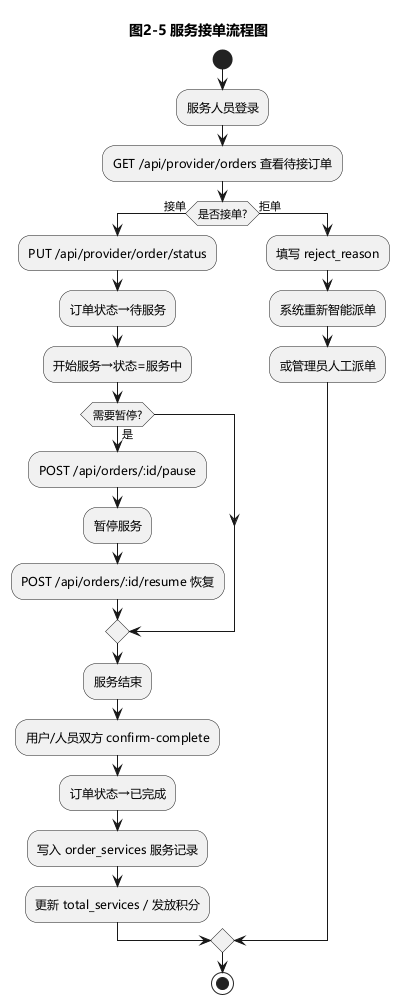 图2-5 服务接单流程图
服务人员登录
GET /api/provider/orders 查看待接订单
是否接单?
接单
拒单
PUT /api/provider/order/status
订单状态→待服务
开始服务→状态=服务中
需要暂停?
是
POST /api/orders/:id/pause
暂停服务
POST /api/orders/:id/resume 恢复
服务结束
用户/人员双方 confirm-complete
订单状态→已完成
写入 order_services 服务记录
更新 total_services / 发放积分
填写 reject_reason
系统重新智能派单
或管理员人工派单